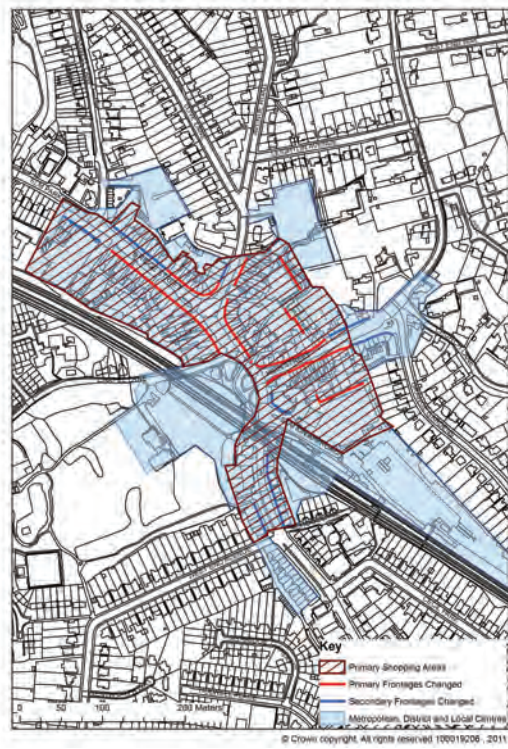 Key
Primary Shopping Areas
Primary Frontages Changed
Secondary Frontages Changed
Metropolitan, District and Local Centres
0 50 100 200 Meters
© Crown copyright. All rights reserved 100019206 , 2011